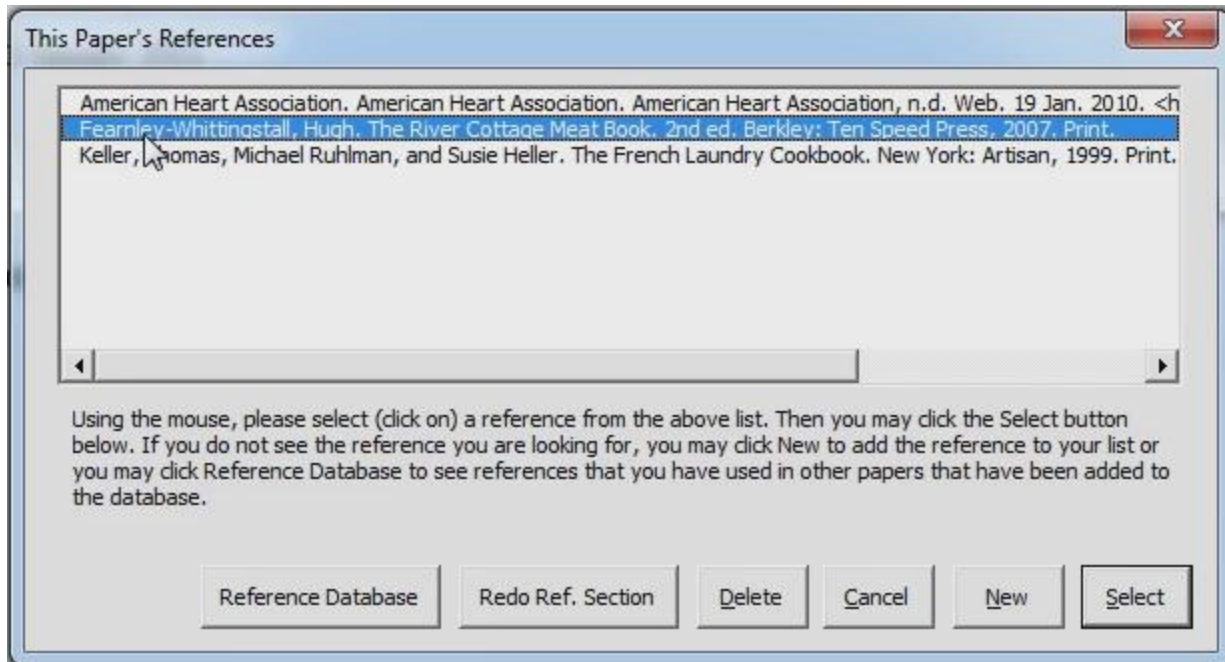 This Paper's References
American Heart Association. American Heart Association. American Heart Association, n.d. Web. 19 Jan. 2010. <h
Fearnley-Whittingstall, Hugh. The River Cottage Meat Book. 2nd ed. Berkley: Ten Speed Press, 2007. Print.
Keller, Thomas, Michael Ruhlman, and Susie Heller. The French Laundry Cookbook. New York: Artisan, 1999. Print.
Using the mouse, please select (click on) a reference from the above list. Then you may click the Select button
below. If you do not see the reference you are looking for, you may click New to add the reference to your list or
you may click Reference Database to see references that you have used in other papers that have been added to
the database.
Reference Database Redo Ref. Section Delete Cancel New Select